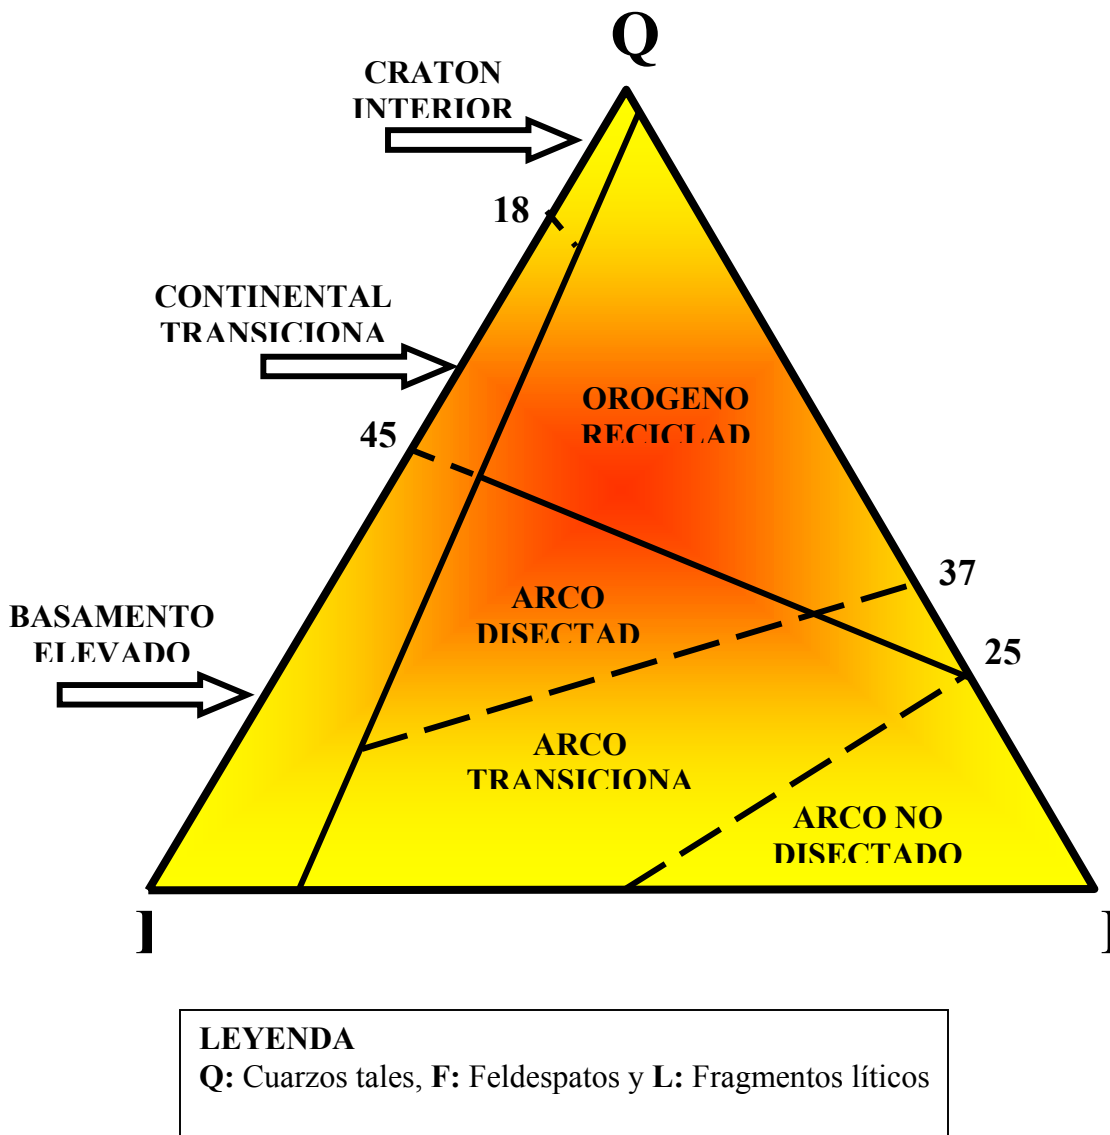 Q
CRATON
INTERIOR
18
CONTINENTAL
TRANSICIONA
OROGENO
RECICLAD
45
37
ARCO
DISECTAD
BASAMENTO
ELEVADO
25
ARCO
TRANSICIONA
ARCO NO
DISECTADO
LEYENDA
Q: Cuarzos tales, F: Feldespatos y L: Fragmentos líticos